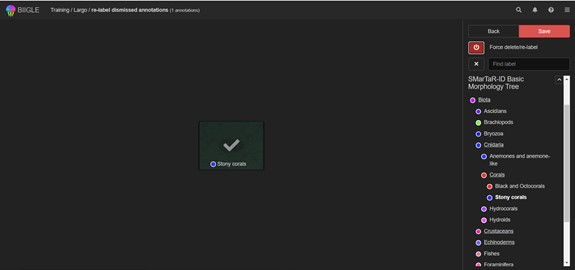 BIIGLE Training / Largo / re-label dismissed annotations (1 annotations)
Back Save
Force delete/re-label
Find label
SMarTaR-ID Basic
Morphology Tree
Biota
Ascidians
Brachiopods
Bryozoa
Cnidaria
Anemones and anemone-
like
Corals
Black and Octocorals
Stony corals
Hydrocorals
Hydroids
Crustaceans
Echinoderms
Fishes
Foraminifera
Stony corals